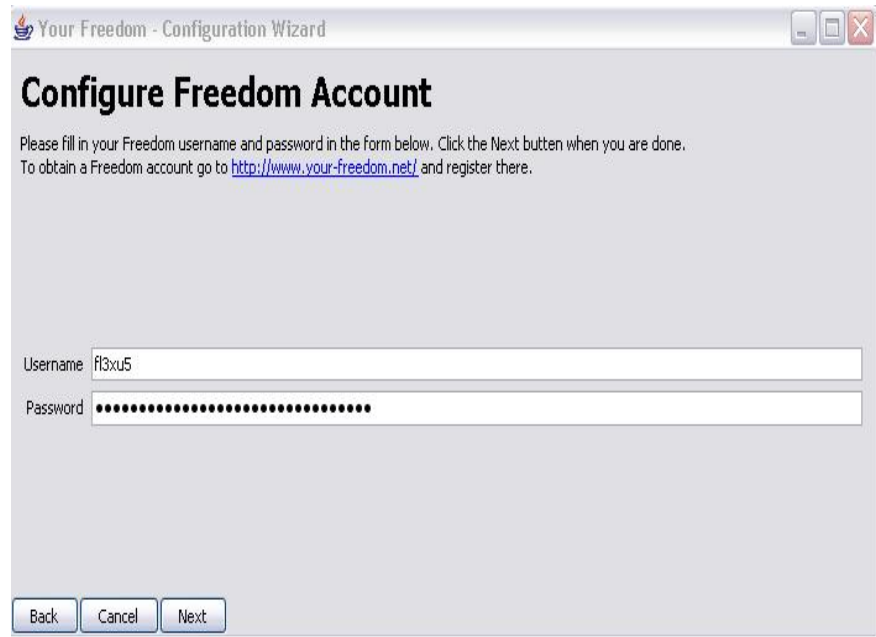 Your Freedom - Configuration Wizard
Configure Freedom Account
Please fill in your Freedom username and password in the form below. Click the Next butten when you are done.
To obtain a Freedom account go to http://www.your-freedom.net/ and register there.
Username fl3xu5
Password ••••••••••••••••••••••••••••••••
Back Cancel Next